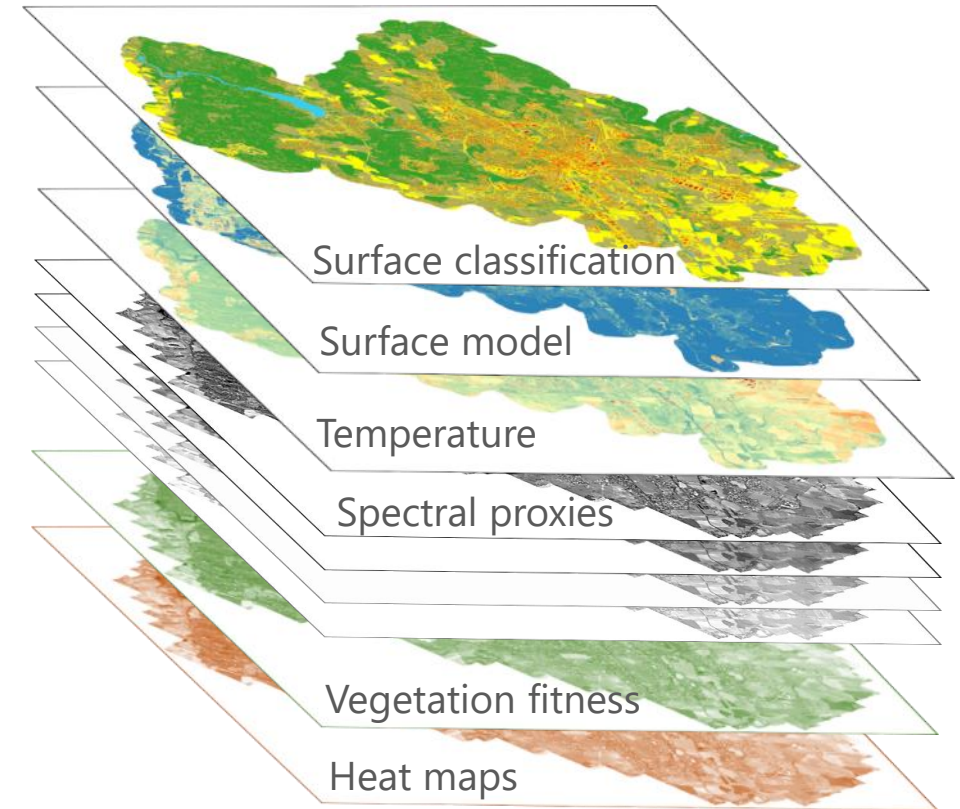 Surface classification
Surface model
Temperature
Spectral proxies
Vegetation fitness
Heat maps